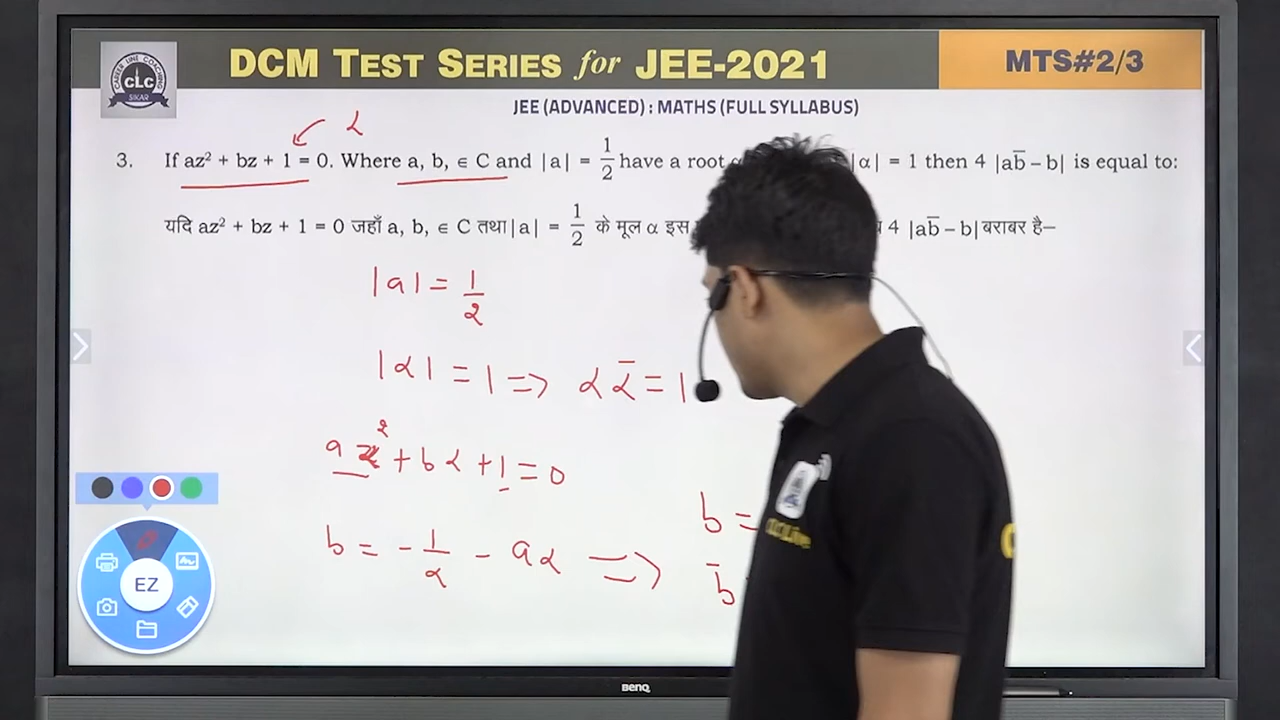 DCM TEST SERIES for JEE-2021
MTS#2/3
CAREER LINE COACHING
CLC
SIKAR
JEE (ADVANCED) : MATHS (FULL SYLLABUS)
α
3. If az² + bz + 1 = 0. Where a, b, ∈ C and |a| = 1/2 have a root |α| = 1 then 4 |ab̅ – b| is equal to:
यदि az² + bz + 1 = 0 जहाँ a, b, ∈ C तथा |a| = 1/2 के मूल α इस 4 |ab̅ – b| बराबर है–
|a| = 1/2
|α| = 1 => α α̅ = 1
a α² + b α + 1 = 0
b =
b = - 1/α - aα =>
b̅
EZ
BenQ